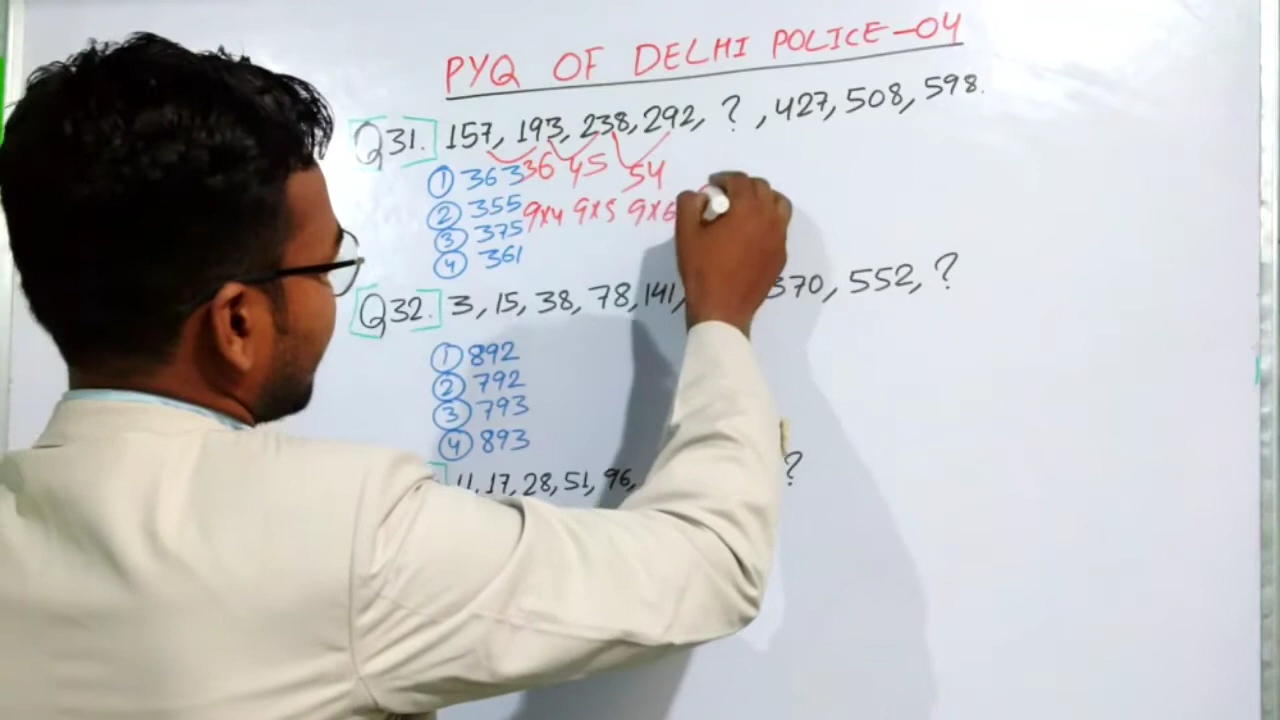 PYQ OF DELHI POLICE-04
Q31. 157, 193, 238, 292, ? , 427, 508, 598.
36 45 54
9x4 9x5 9x6
① 363
② 355
③ 375
④ 361
Q32. 3, 15, 38, 78, 141, 370, 552, ?
① 892
② 792
③ 793
④ 893
11, 17, 28, 51, 96, ?